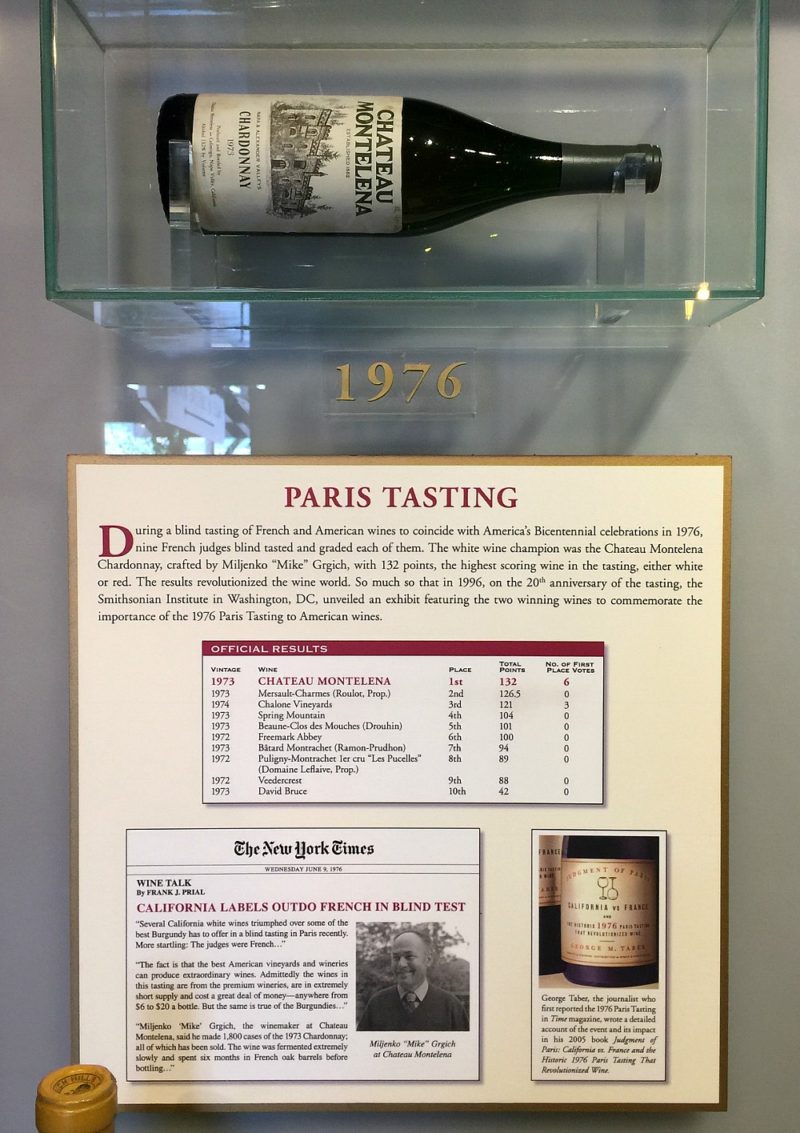 CHATEAU
MONTELENA
ESTABLISHED 1882
NAPA & ALEXANDER VALLEYS
CHARDONNAY
1973
Produced and Bottled by
1976
PARIS TASTING
During a blind tasting of French and American wines to coincide with America's Bicentennial celebrations in 1976,
nine French judges blind tasted and graded each of them. The white wine champion was the Chateau Montelena
Chardonnay, crafted by Miljenko "Mike" Grgich, with 132 points, the highest scoring wine in the tasting, either white
or red. The results revolutionized the wine world. So much so that in 1996, on the 20th anniversary of the tasting, the
Smithsonian Institute in Washington, DC, unveiled an exhibit featuring the two winning wines to commemorate the
importance of the 1976 Paris Tasting to American wines.
OFFICIAL RESULTS
VINTAGE WINE PLACE TOTAL POINTS NO. OF FIRST PLACE VOTES
1973 CHATEAU MONTELENA 1st 132 6
1973 Mersault-Charmes (Roulot, Prop.) 2nd 126.5 0
1974 Chalone Vineyards 3rd 121 3
1973 Spring Mountain 4th 104 0
1973 Beaune-Clos des Mouches (Drouhin) 5th 101 0
1972 Freemark Abbey 6th 100 0
1973 Bâtard Montrachet (Ramon-Prudhon) 7th 94 0
1972 Puligny-Montrachet 1er cru "Les Pucelles" 8th 89 0
(Domaine Leflaive, Prop.)
1972 Veedercrest 9th 88 0
1973 David Bruce 10th 42 0
The New York Times
WEDNESDAY JUNE 9, 1976
WINE TALK
By FRANK J. PRIAL
CALIFORNIA LABELS OUTDO FRENCH IN BLIND TEST
"Several California white wines triumphed over some of the
best Burgundy has to offer in a blind tasting in Paris recently.
More startling: The judges were French..."
"The fact is that the best American vineyards and wineries
can produce extraordinary wines. Admittedly the wines in
this tasting are from the premium wineries, are in extremely
short supply and cost a great deal of money—anywhere from
$6 to $20 a bottle. But the same is true of the Burgundies..."
"Miljenko 'Mike' Grgich, the winemaker at Chateau
Montelena, said he made 1,800 cases of the 1973 Chardonnay;
all of which has been sold. The wine was fermented extremely
slowly and spent six months in French oak barrels before
bottling..."
Miljenko "Mike" Grgich
at Chateau Montelena
FRANCE
JUDGMENT OF PARIS
CALIFORNIA vs FRANCE
AND
THE HISTORIC 1976 PARIS TASTING
THAT REVOLUTIONIZED WINE
GEORGE M. TABER
George Taber, the journalist who
first reported the 1976 Paris Tasting
in Time magazine, wrote a detailed
account of the event and its impact
in his 2005 book Judgment of
Paris: California vs. France and the
Historic 1976 Paris Tasting That
Revolutionized Wine.